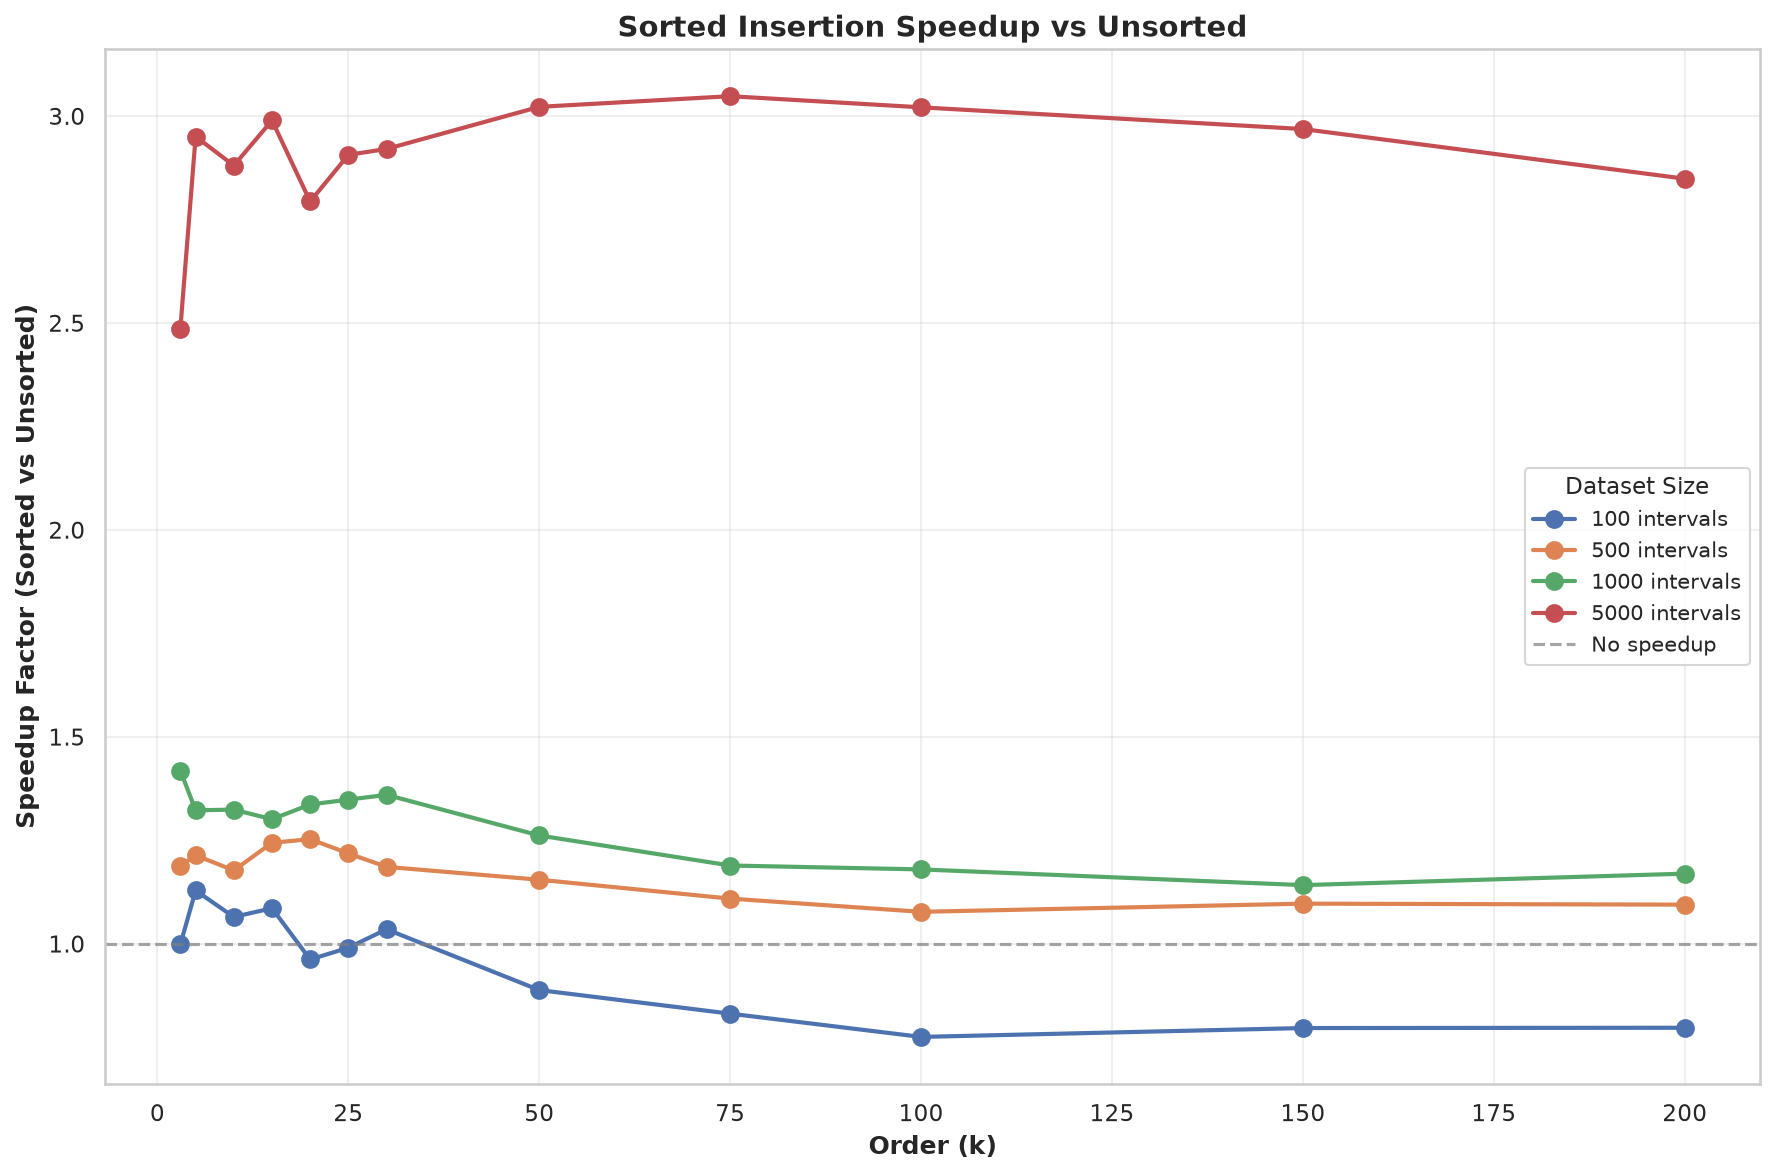 Sorted Insertion Speedup vs Unsorted
Speedup Factor (Sorted vs Unsorted)
3.0
2.5
2.0
1.5
1.0
Dataset Size
100 intervals
500 intervals
1000 intervals
5000 intervals
No speedup
0 25 50 75 100 125 150 175 200
Order (k)